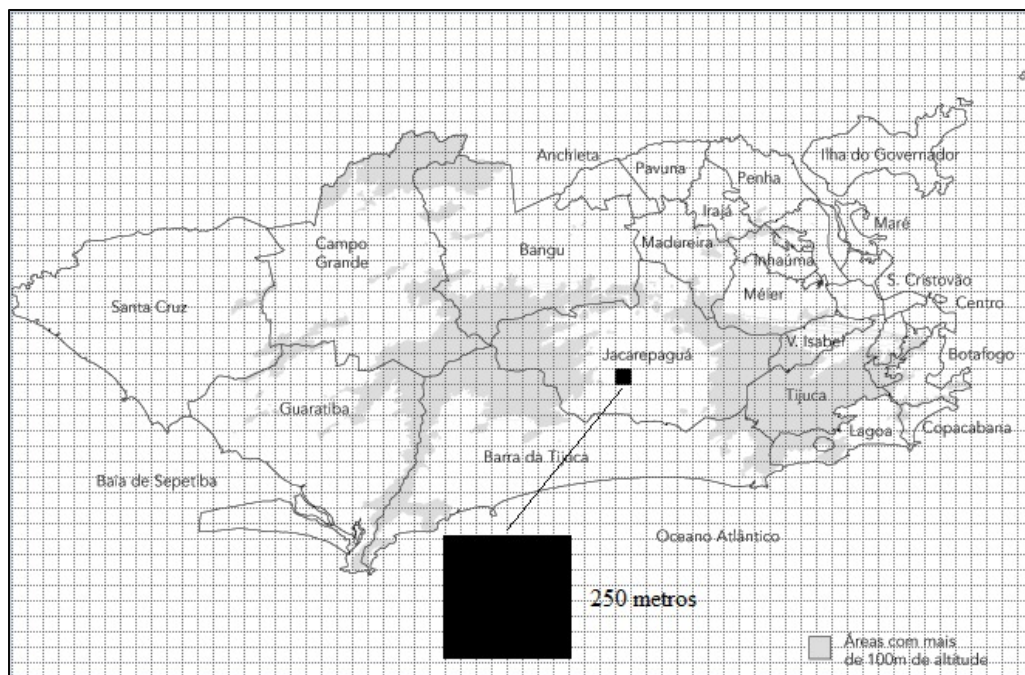 Anchieta
Pavuna
Penha
Ilha do Governador
Irajá
Maré
Campo
Grande
Bangu
Madureira
Inhaúma
Santa Cruz
Méier
S. Cristovão
Centro
V. Isabel
Jacarepaguá
Botafogo
Guaratiba
Tijuca
Lagoa
Copacabana
Barra da Tijuca
Baia de Sepetiba
Oceano Atlântico
250 metros
Áreas com mais
de 100m de altitude